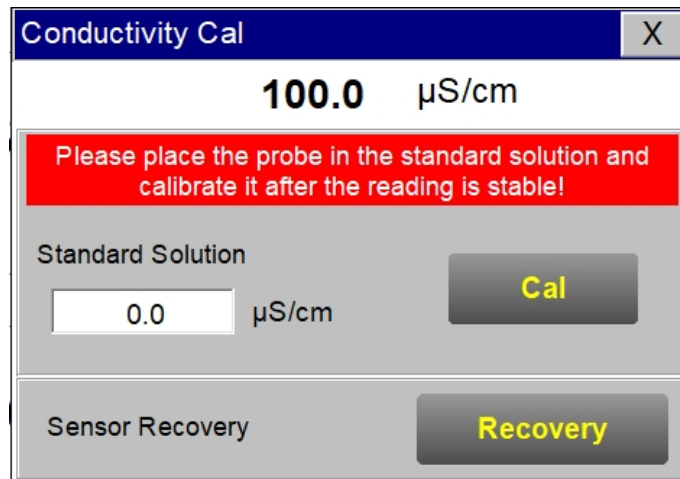 Conductivity Cal X
100.0 µS/cm
Please place the probe in the standard solution and
calibrate it after the reading is stable!
Standard Solution
0.0 µS/cm
Cal
Sensor Recovery Recovery